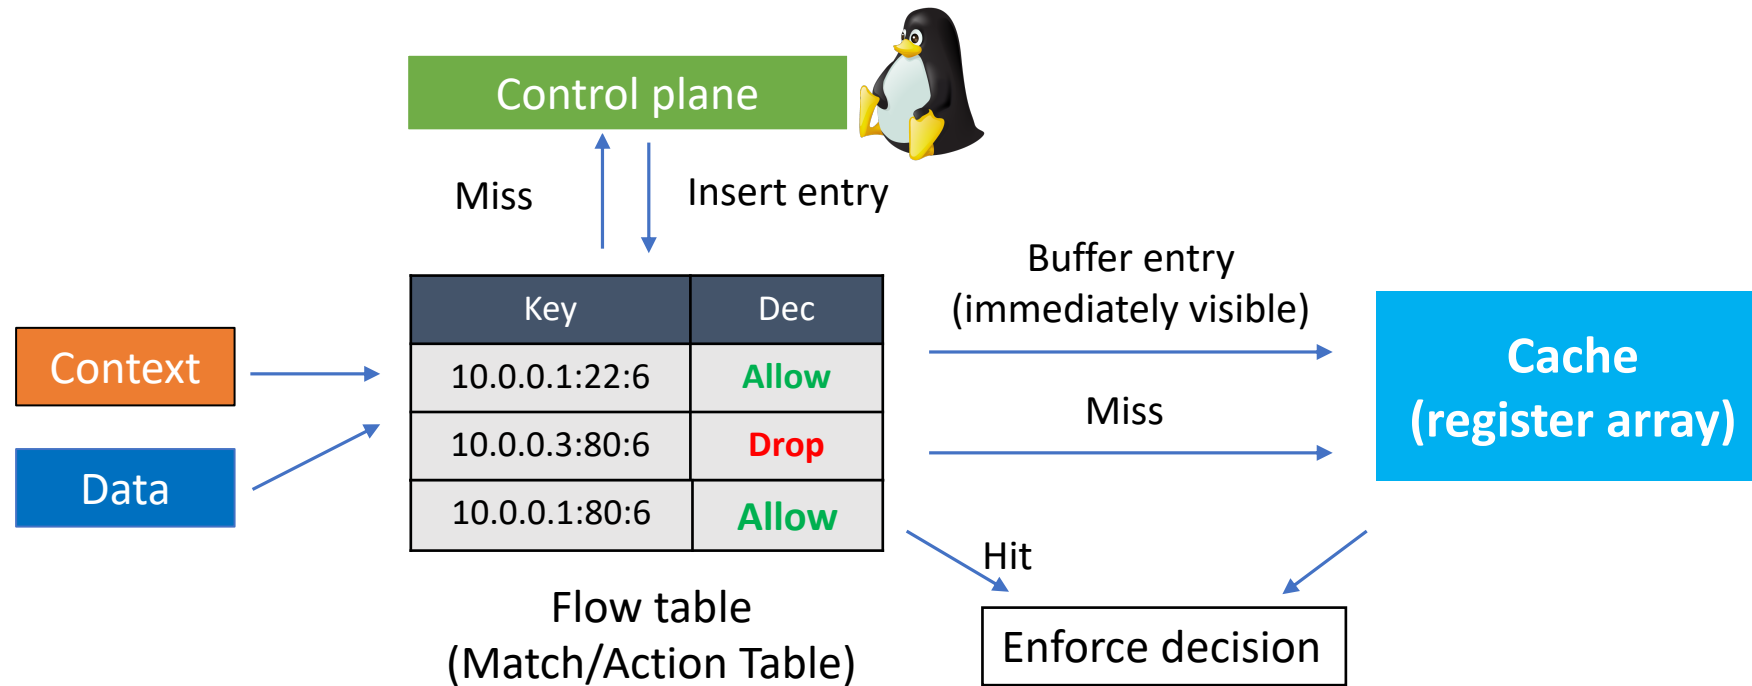 Control plane
Miss
Insert entry
Buffer entry
(immediately visible)
Key Dec
10.0.0.1:22:6 Allow
10.0.0.3:80:6 Drop
10.0.0.1:80:6 Allow
Context
Data
Miss
Cache
(register array)
Hit
Flow table
(Match/Action Table)
Enforce decision